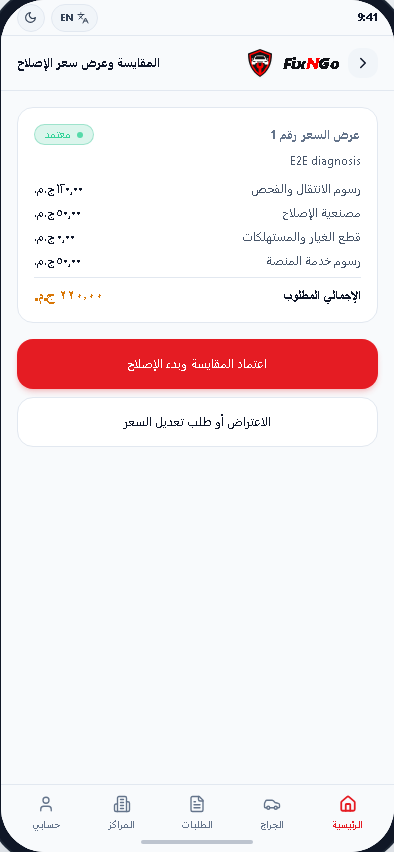 9:41
EN
FixNGo
المقايسة وعرض سعر الإصلاح
عرض السعر رقم 1
معتمد
E2E diagnosis
رسوم الانتقال والفحص ١٢٠٫٠٠ ج.م.
مصنعية الإصلاح ٥٠٫٠٠ ج.م.
قطع الغيار والمستهلكات ٠٫٠٠ ج.م.
رسوم خدمة المنصة ٥٠٫٠٠ ج.م.
الإجمالي المطلوب ٢٢٠٫٠٠ ج.م.
اعتماد المقايسة وبدء الإصلاح
الاعتراض أو طلب تعديل السعر
الرئيسية
الجراج
الطلبات
المراكز
حسابي